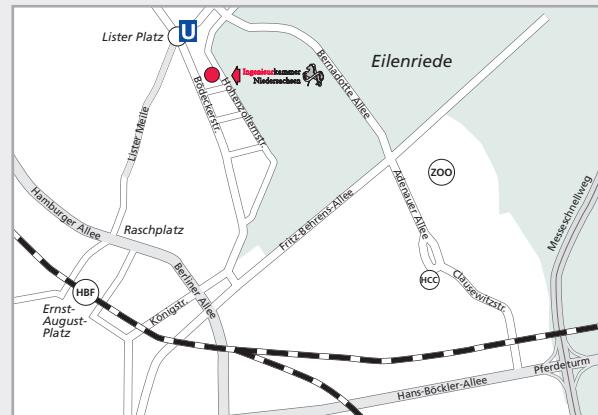 Lister Platz
U
Ingenieurkammer
Niedersachsen
Eilenriede
Bernadotte Allee
Hohenzollernstr.
Bödeckerstr.
Lister Meile
ZOO
Messeschnellweg
Adenauer Allee
Fritz-Behrens-Allee
Hamburger Allee
Raschplatz
Berliner Allee
HCC
Clausewitzstr.
HBF
Königstr.
Ernst-
August-
Platz
Pferdeturm
Hans-Böckler-Allee